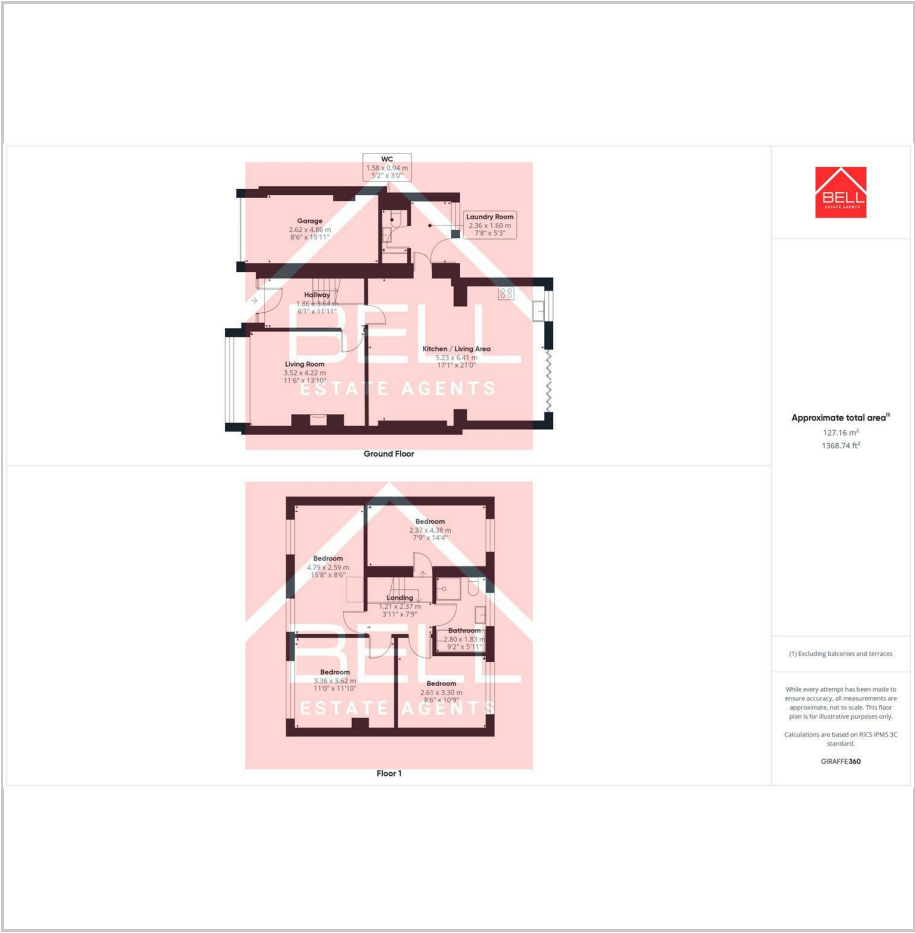 WC
1.58 x 0.94 m
5'2" x 3'0"
Garage
2.62 x 4.86 m
8'6" x 15'11"
Laundry Room
2.36 x 1.60 m
7'8" x 5'3"
Hallway
1.86 x 3.64 m
6'1" x 11'11"
Kitchen / Living Area
5.23 x 6.41 m
17'1" x 21'0"
Living Room
3.52 x 4.22 m
11'6" x 13'10"
BELL
ESTATE AGENTS
Ground Floor
Bedroom
2.37 x 4.38 m
7'9" x 14'4"
Bedroom
4.79 x 2.59 m
15'8" x 8'6"
Landing
1.21 x 2.37 m
3'11" x 7'9"
Bathroom
2.80 x 1.83 m
9'2" x 5'11"
Bedroom
3.36 x 3.62 m
11'0" x 11'10"
Bedroom
2.61 x 3.30 m
8'6" x 10'9"
BELL
ESTATE AGENTS
Floor 1
BELL
ESTATE AGENTS
Approximate total area(1)
127.16 m²
1368.74 ft²
(1) Excluding balconies and terraces
While every attempt has been made to
ensure accuracy, all measurements are
approximate, not to scale. This floor
plan is for illustrative purposes only.
Calculations are based on RICS IPMS 3C
standard.
GIRAFFE360